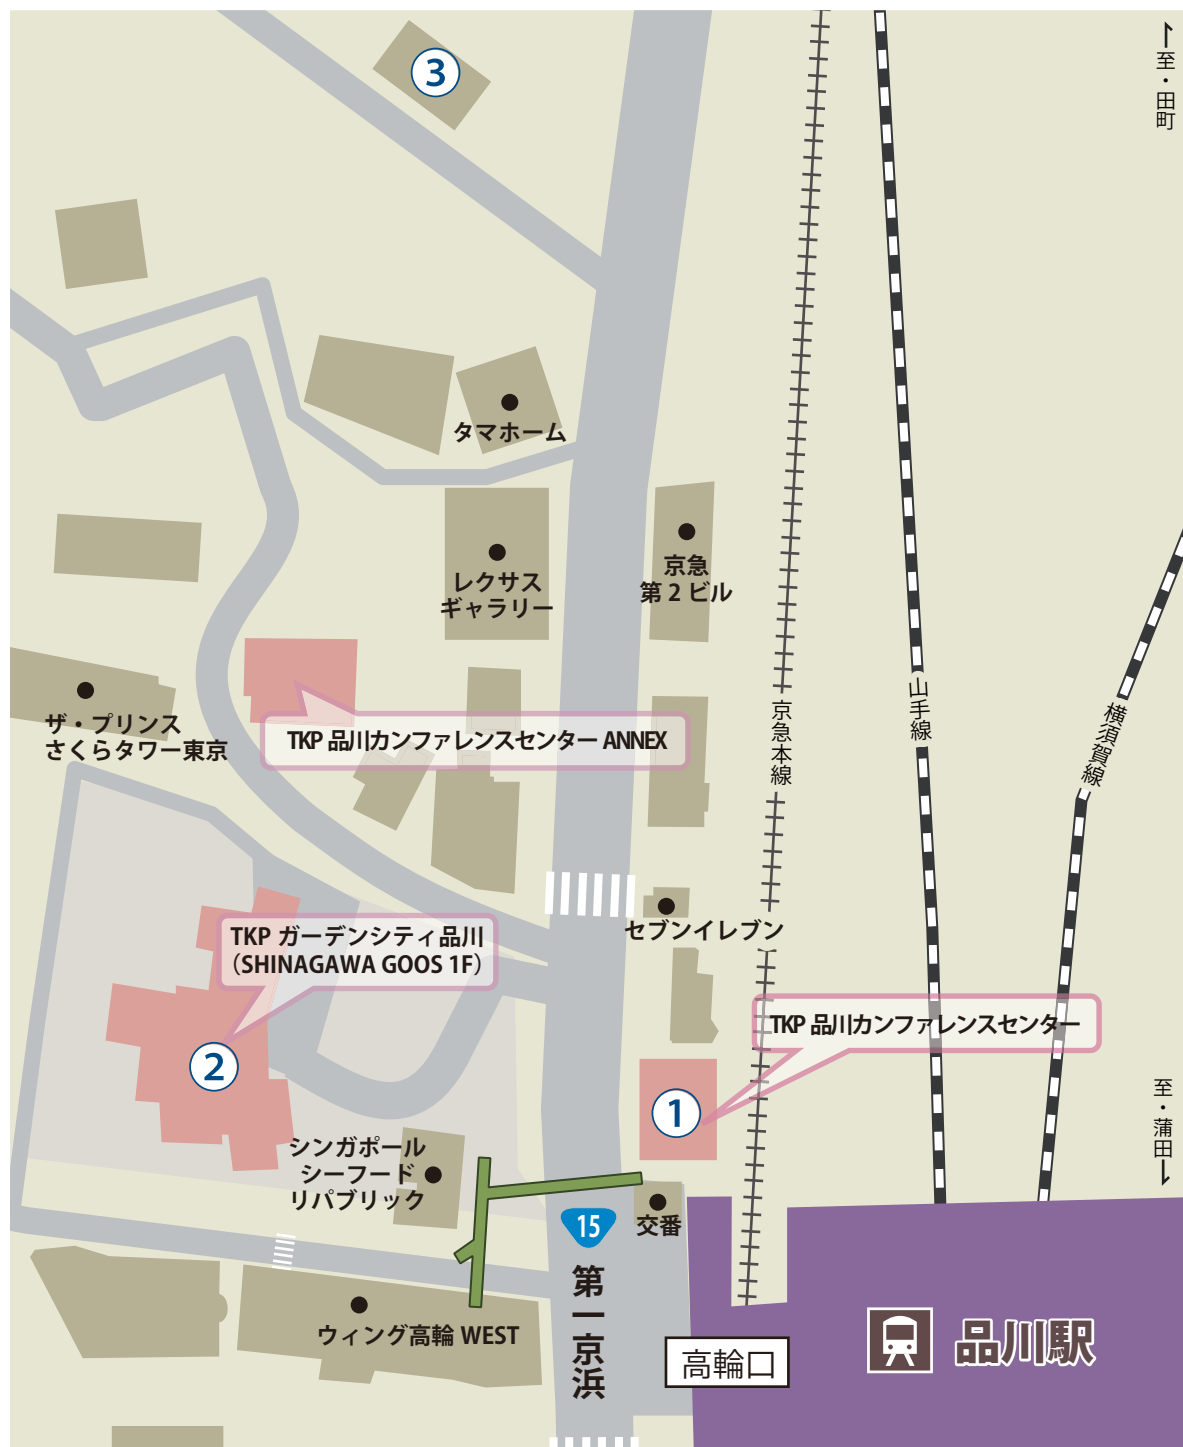 3
至・田町
タマホーム
京急
第2ビル
レクサス
ギャラリー
山手線
京急本線
横須賀線
ザ・プリンス
さくらタワー東京
TKP 品川カンファレンスセンター ANNEX
セブンイレブン
TKP ガーデンシティ品川
（SHINAGAWA GOOS 1F）
TKP 品川カンファレンスセンター
2
1
至・蒲田
シンガポール
シーフード
リパブリック
交番
15
第一京浜
ウィング高輪 WEST
高輪口
品川駅